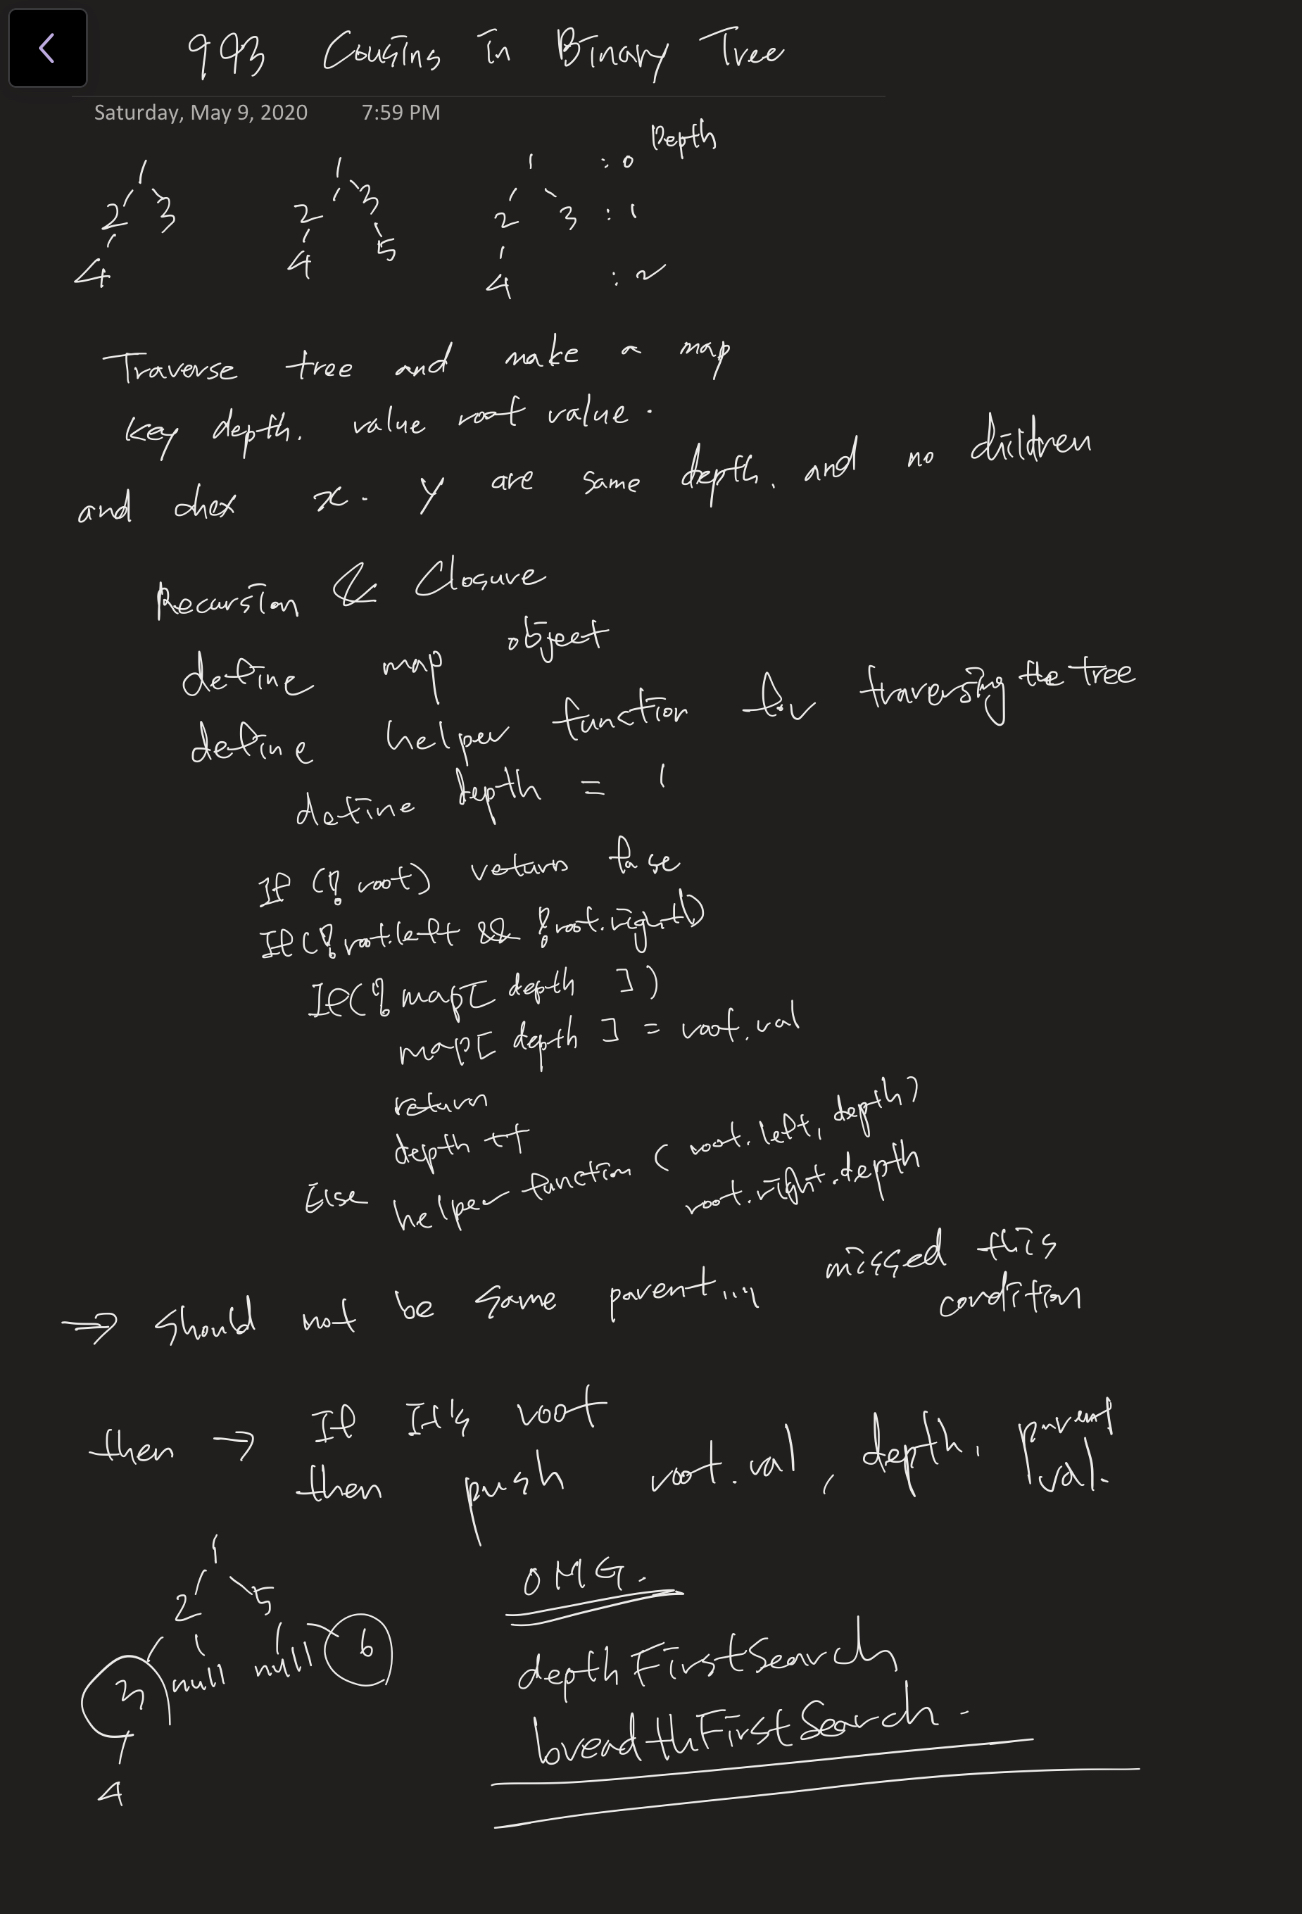 993 Cousins in Binary Tree
Saturday, May 9, 2020 7:59 PM
Depth
1 1 1 : 0
2 3 2 3 2 3 : 1
4 4 5 4 : 2
Traverse tree and make a map
key depth. value root value.
and chex x. y are same depth. and no children
Recursion & Closure
define map object
define helper function for traversing the tree
define depth = 1
If (! root) return false
If (! root.left && ! root.right)
If (! map[ depth ])
map[ depth ] = root.val
return
depth ++
Else helper function ( root.left, depth)
root.right.depth
⇒ should not be same parent... missed this
condition
then → If It's root
then push root.val, depth, parent
val.
1
2 5
3 null null 6
4
OMG.
depthFirstSearch
breadthFirstSearch.